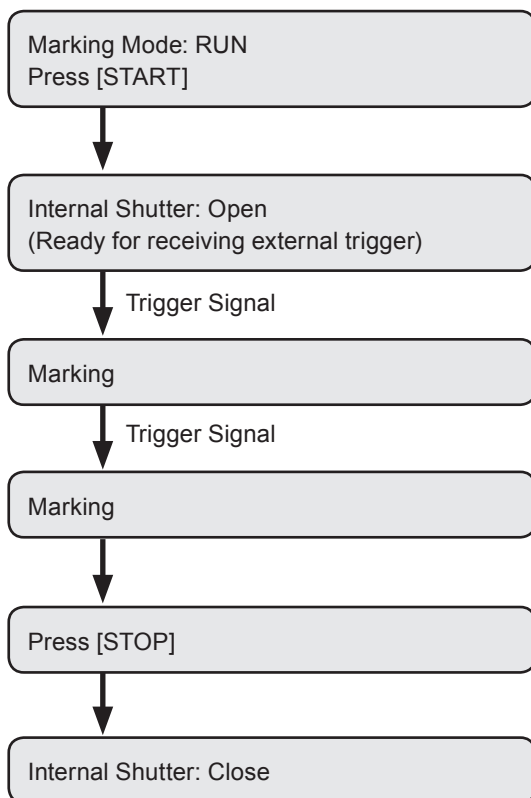 Marking Mode: RUN
Press [START]
Internal Shutter: Open
(Ready for receiving external trigger)
Trigger Signal
Marking
Trigger Signal
Marking
Press [STOP]
Internal Shutter: Close